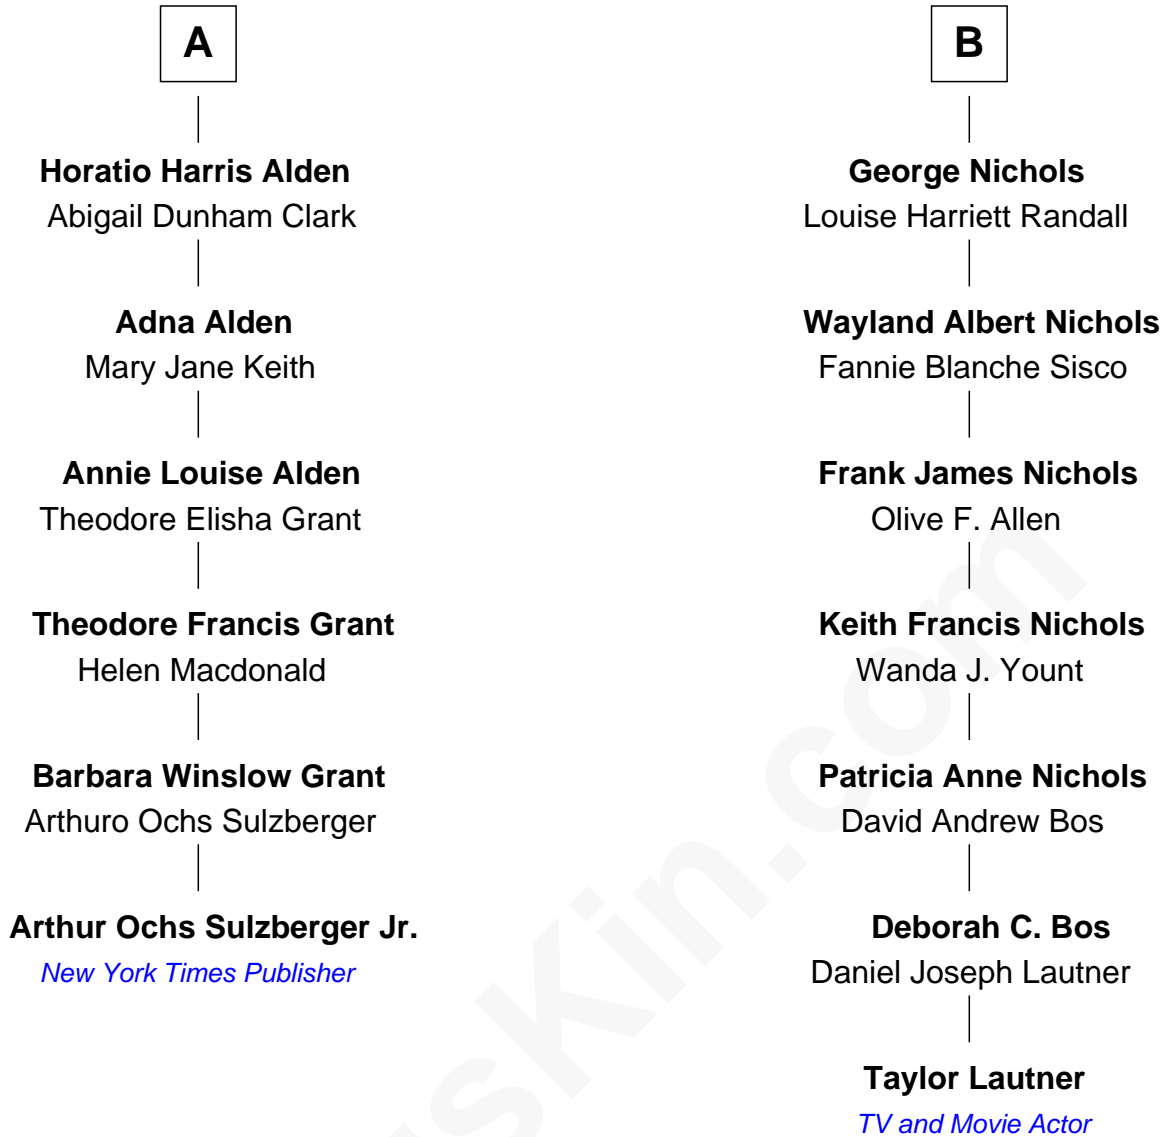 A
Horatio Harris Alden
Abigail Dunham Clark
Adna Alden
Mary Jane Keith
Annie Louise Alden
Theodore Elisha Grant
Theodore Francis Grant
Helen Macdonald
Barbara Winslow Grant
Arthuro Ochs Sulzberger
Arthur Ochs Sulzberger Jr.
New York Times Publisher
B
George Nichols
Louise Harriett Randall
Wayland Albert Nichols
Fannie Blanche Sisco
Frank James Nichols
Olive F. Allen
Keith Francis Nichols
Wanda J. Yount
Patricia Anne Nichols
David Andrew Bos
Deborah C. Bos
Daniel Joseph Lautner
Taylor Lautner
TV and Movie Actor
sKin.com